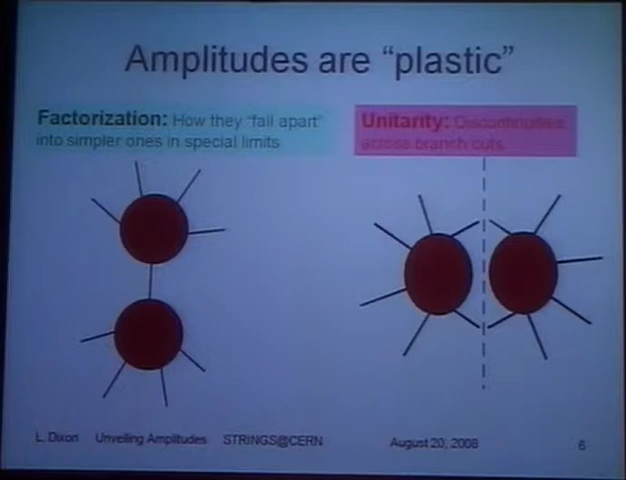 Amplitudes are “plastic”
Factorization: How they “fall apart”
into simpler ones in special limits
Unitarity: Discontinuities
across branch cuts
L. Dixon Unveiling Amplitudes STRINGS@CERN August 20, 2008 6